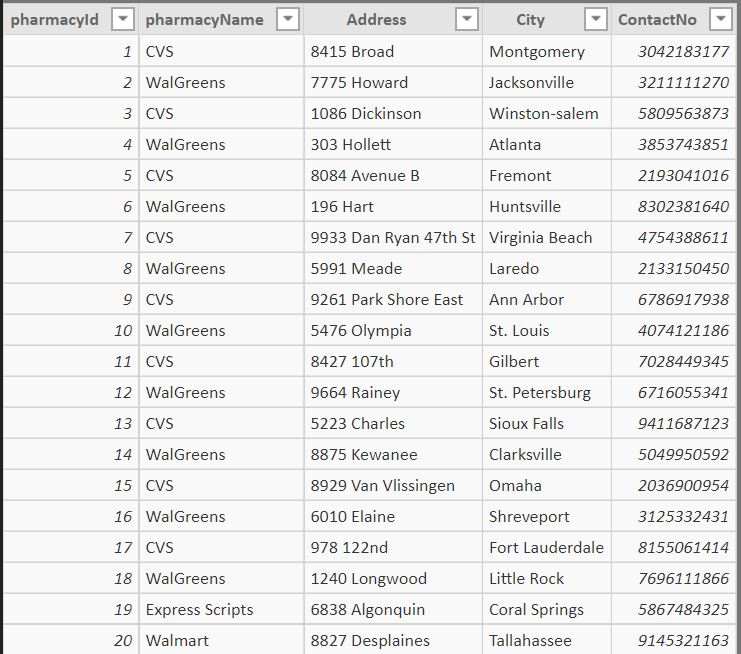 pharmacyId pharmacyName Address City ContactNo
1 CVS 8415 Broad Montgomery 3042183177
2 WalGreens 7775 Howard Jacksonville 3211111270
3 CVS 1086 Dickinson Winston-salem 5809563873
4 WalGreens 303 Hollett Atlanta 3853743851
5 CVS 8084 Avenue B Fremont 2193041016
6 WalGreens 196 Hart Huntsville 8302381640
7 CVS 9933 Dan Ryan 47th St Virginia Beach 4754388611
8 WalGreens 5991 Meade Laredo 2133150450
9 CVS 9261 Park Shore East Ann Arbor 6786917938
10 WalGreens 5476 Olympia St. Louis 4074121186
11 CVS 8427 107th Gilbert 7028449345
12 WalGreens 9664 Rainey St. Petersburg 6716055341
13 CVS 5223 Charles Sioux Falls 9411687123
14 WalGreens 8875 Kewanee Clarksville 5049950592
15 CVS 8929 Van Vlissingen Omaha 2036900954
16 WalGreens 6010 Elaine Shreveport 3125332431
17 CVS 978 122nd Fort Lauderdale 8155061414
18 WalGreens 1240 Longwood Little Rock 7696111866
19 Express Scripts 6838 Algonquin Coral Springs 5867484325
20 Walmart 8827 Desplaines Tallahassee 9145321163